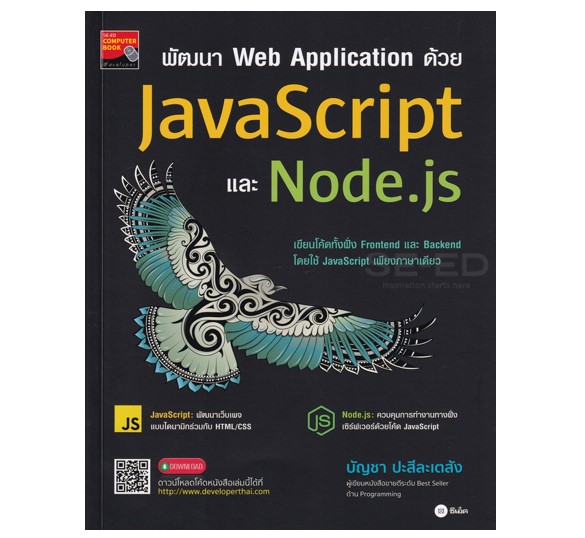 SE-ED
COMPUTER
BOOK
Developer
พัฒนา Web Application ด้วย
JavaScript
และ Node.js
เขียนโค้ดทั้งฝั่ง Frontend และ Backend
โดยใช้ JavaScript เพียงภาษาเดียว
SE-ED
Inspiration starts here
JS
JavaScript: พัฒนาเว็บเพจ
แบบไดนามิกร่วมกับ HTML/CSS
JS
Node.js: ควบคุมการทำงานทางฝั่ง
เซิร์ฟเวอร์ด้วยโค้ด JavaScript
DOWNLOAD
ดาวน์โหลดโค้ดหนังสือเล่มนี้ได้ที่
http://www.developerthai.com
บัญชา ปะสีละเตสัง
ผู้เขียนหนังสือขายดีระดับ Best Seller
ด้าน Programming
ซีเอ็ด